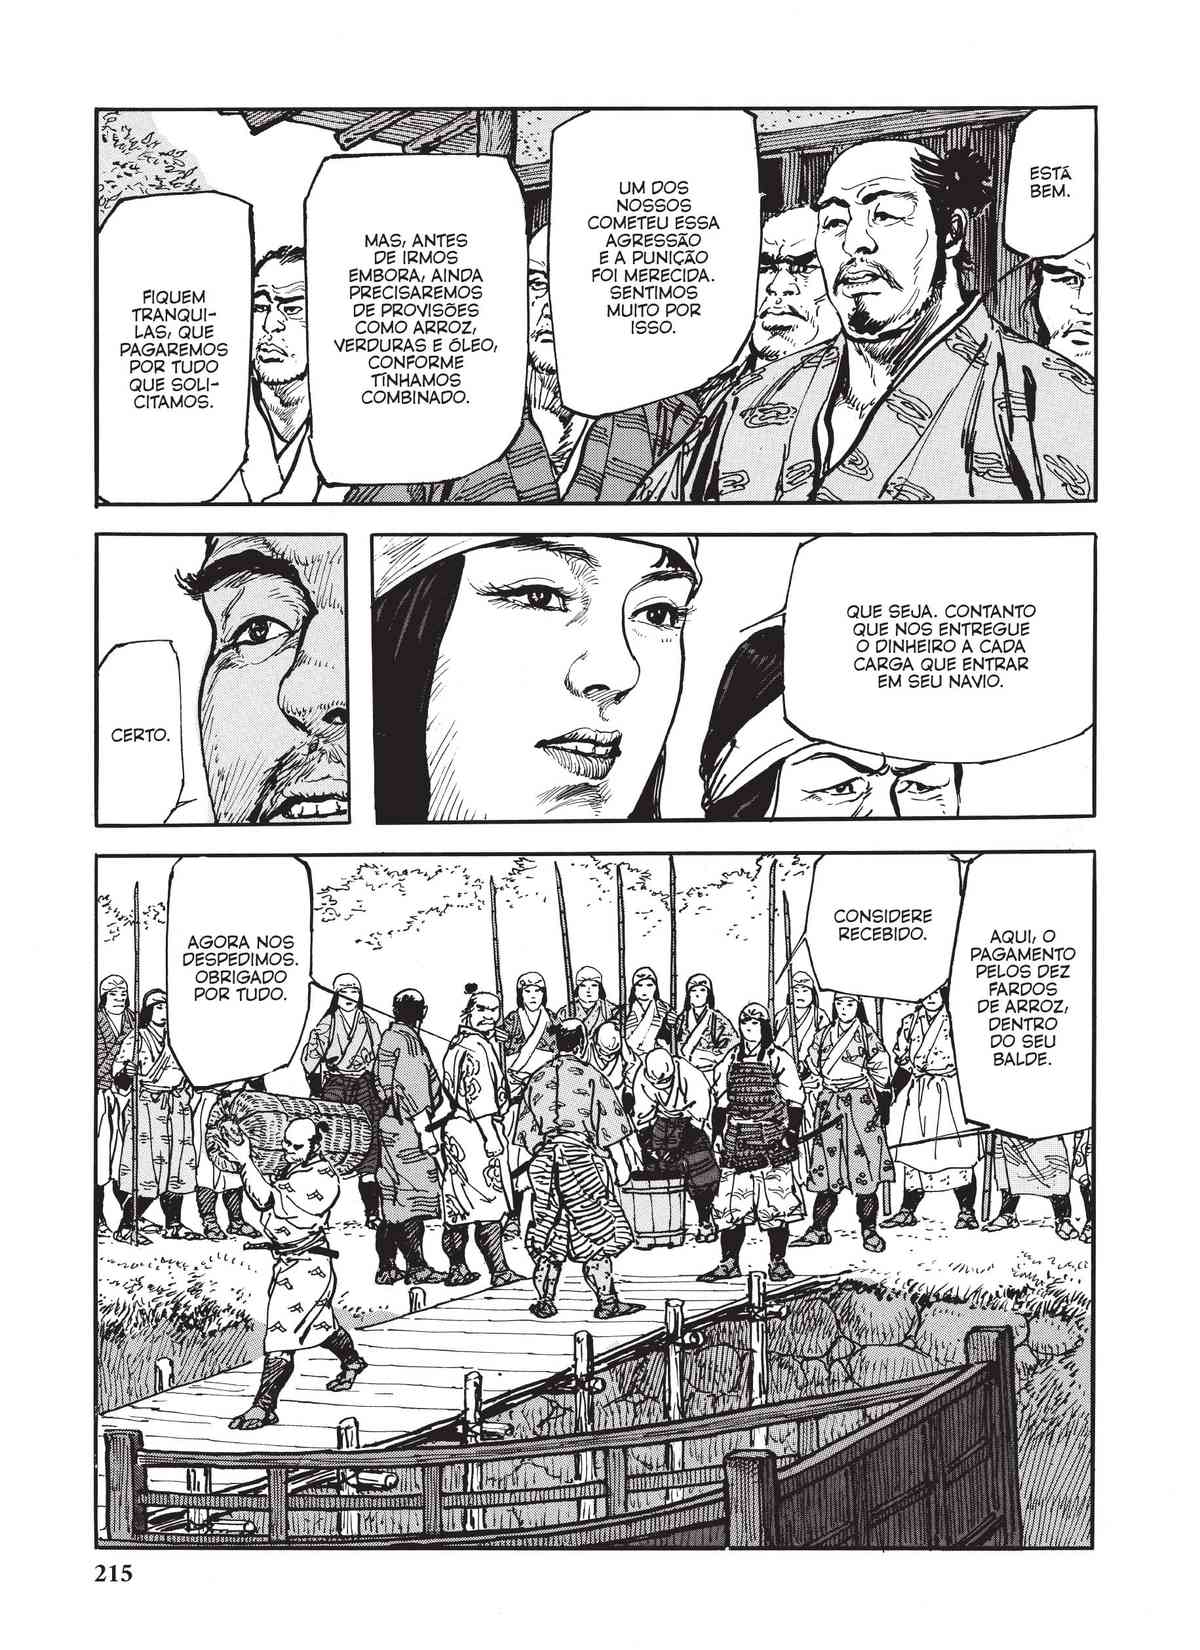 ESTÁ
BEM.
UM DOS
NOSSOS
COMETEU ESSA
AGRESSÃO
E A PUNIÇÃO
FOI MERECIDA.
SENTIMOS
MUITO POR
ISSO.
MAS, ANTES
DE IRMOS
EMBORA, AINDA
PRECISAREMOS
DE PROVISÕES
COMO ARROZ,
VERDURAS E ÓLEO,
CONFORME
TÍNHAMOS
COMBINADO.
FIQUEM
TRANQUI-
LAS, QUE
PAGAREMOS
POR TUDO
QUE SOLI-
CITAMOS.
QUE SEJA. CONTANTO
QUE NOS ENTREGUE
O DINHEIRO A CADA
CARGA QUE ENTRAR
EM SEU NAVIO.
CERTO.
AQUI, O
PAGAMENTO
PELOS DEZ
FARDOS
DE ARROZ,
DENTRO
DO SEU
BALDE.
CONSIDERE
RECEBIDO.
AGORA NOS
DESPEDIMOS.
OBRIGADO
POR TUDO.
215